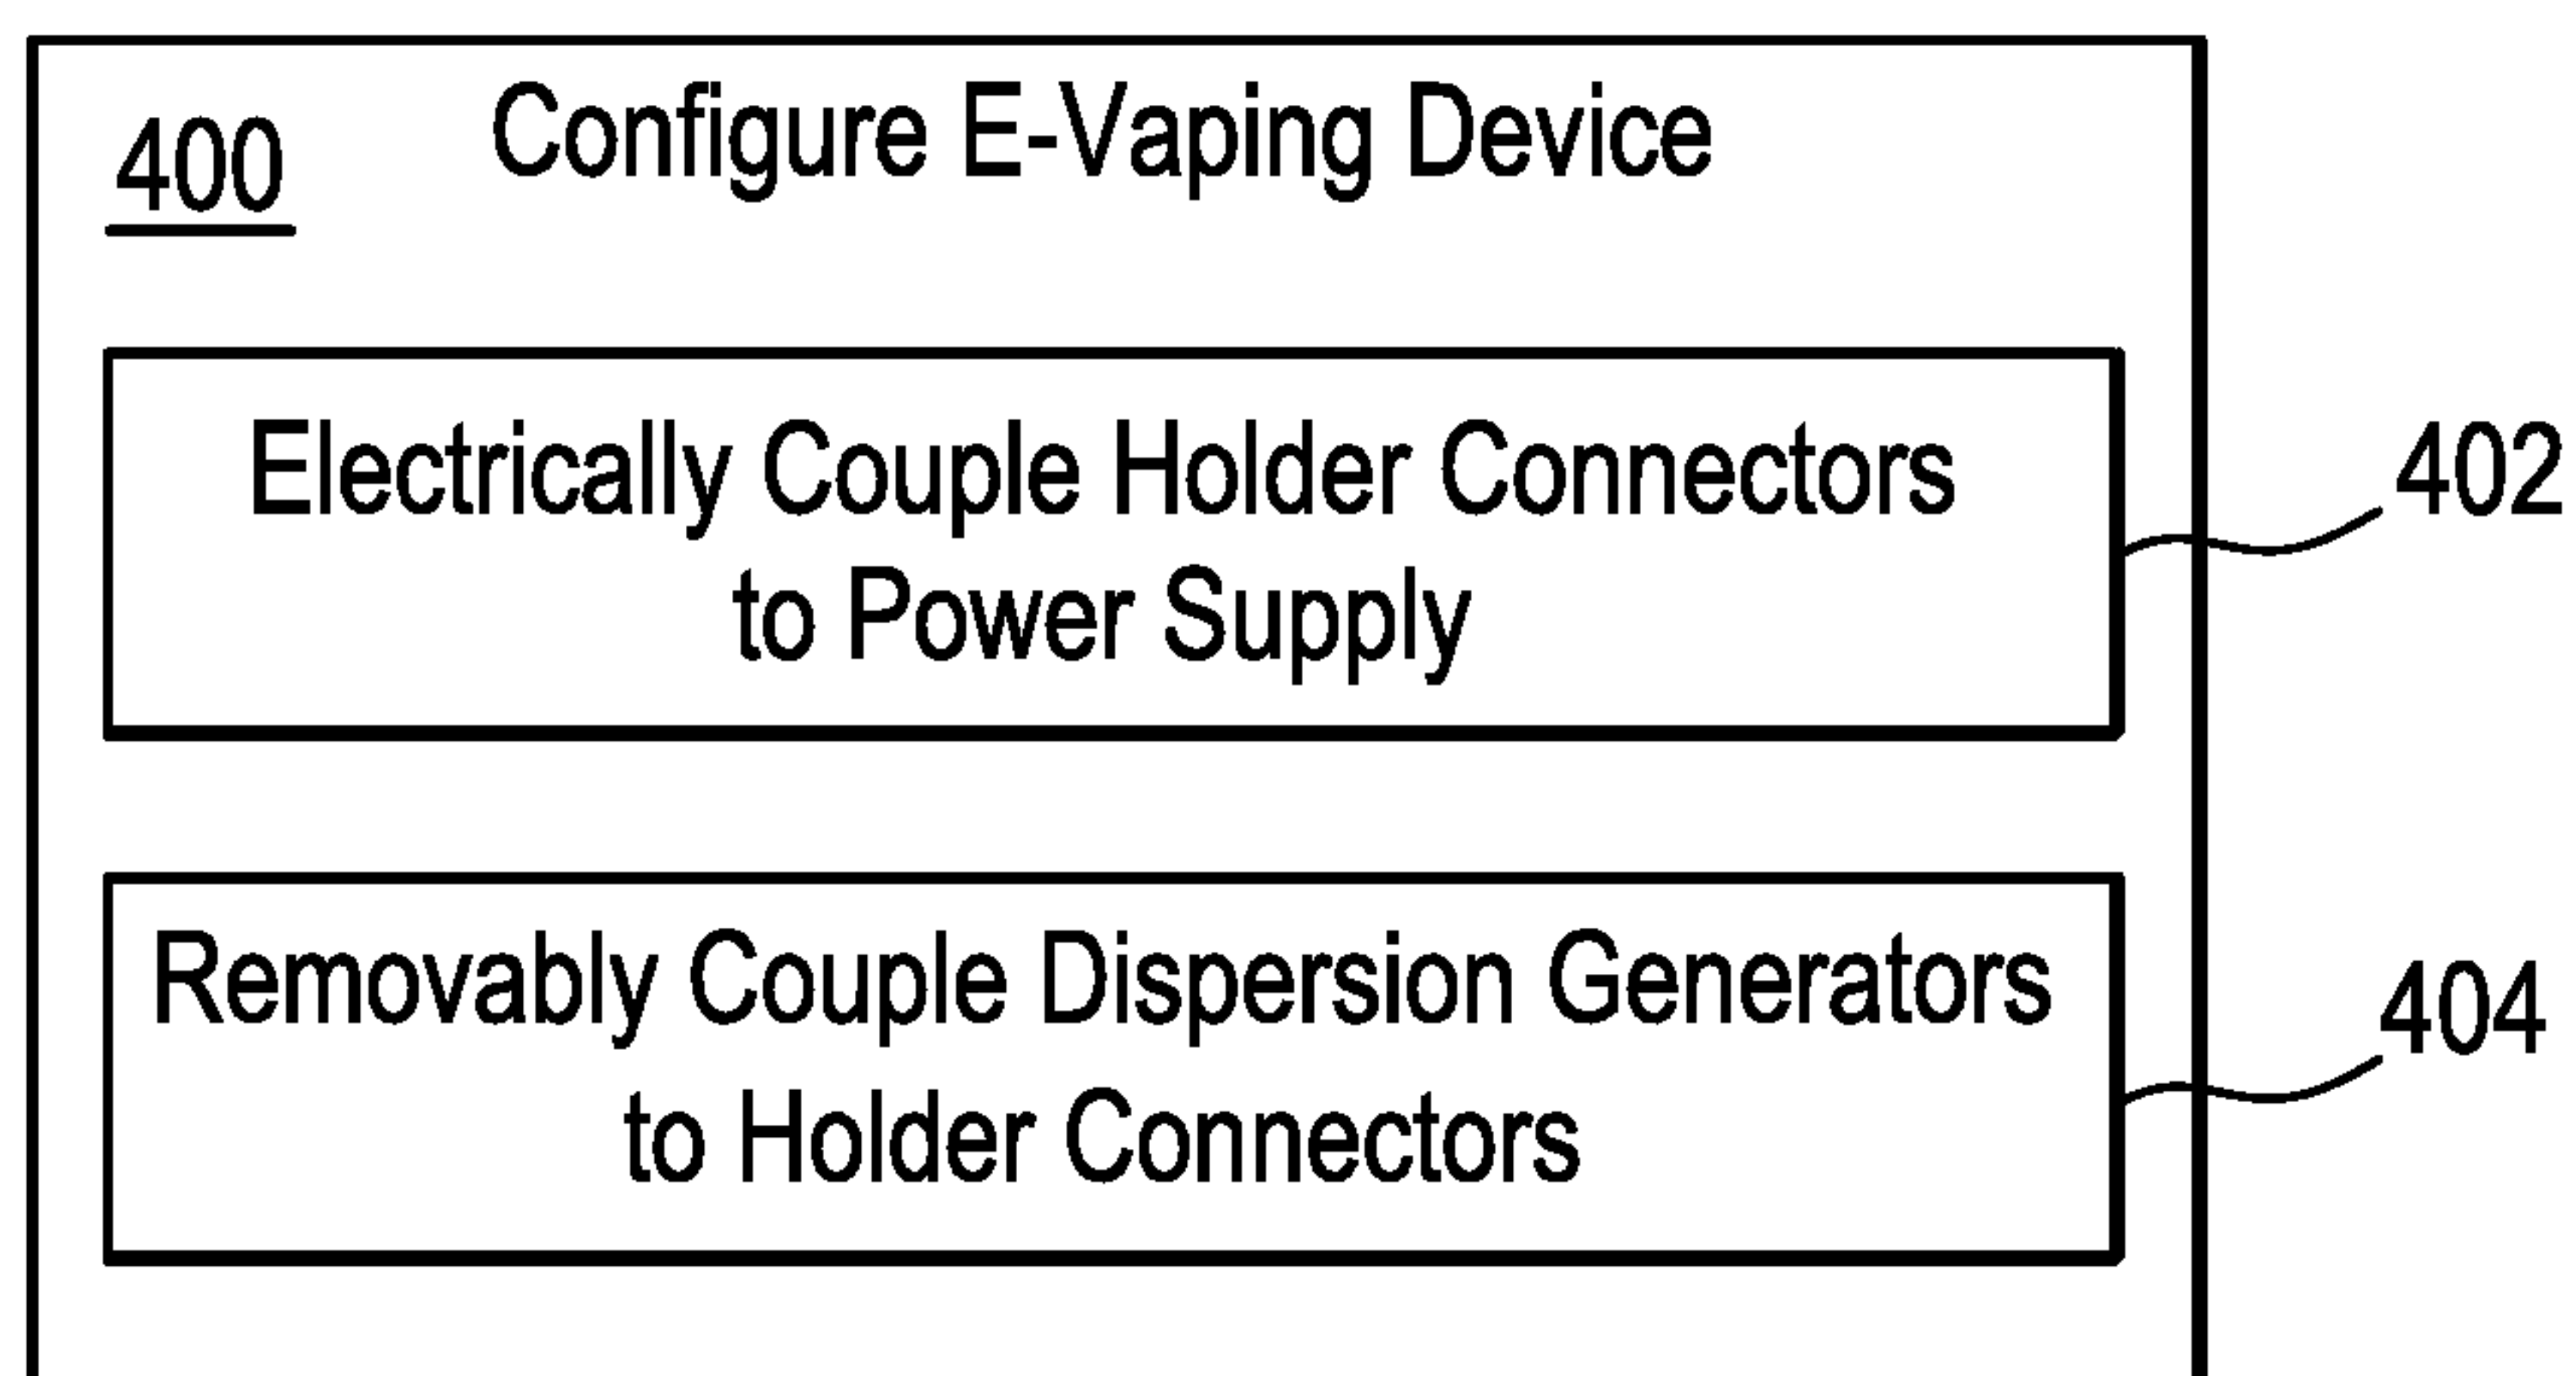 400
Configure E-Vaping Device
Electrically Couple Holder Connectors
to Power Supply
402
Removably Couple Dispersion Generators
to Holder Connectors
404